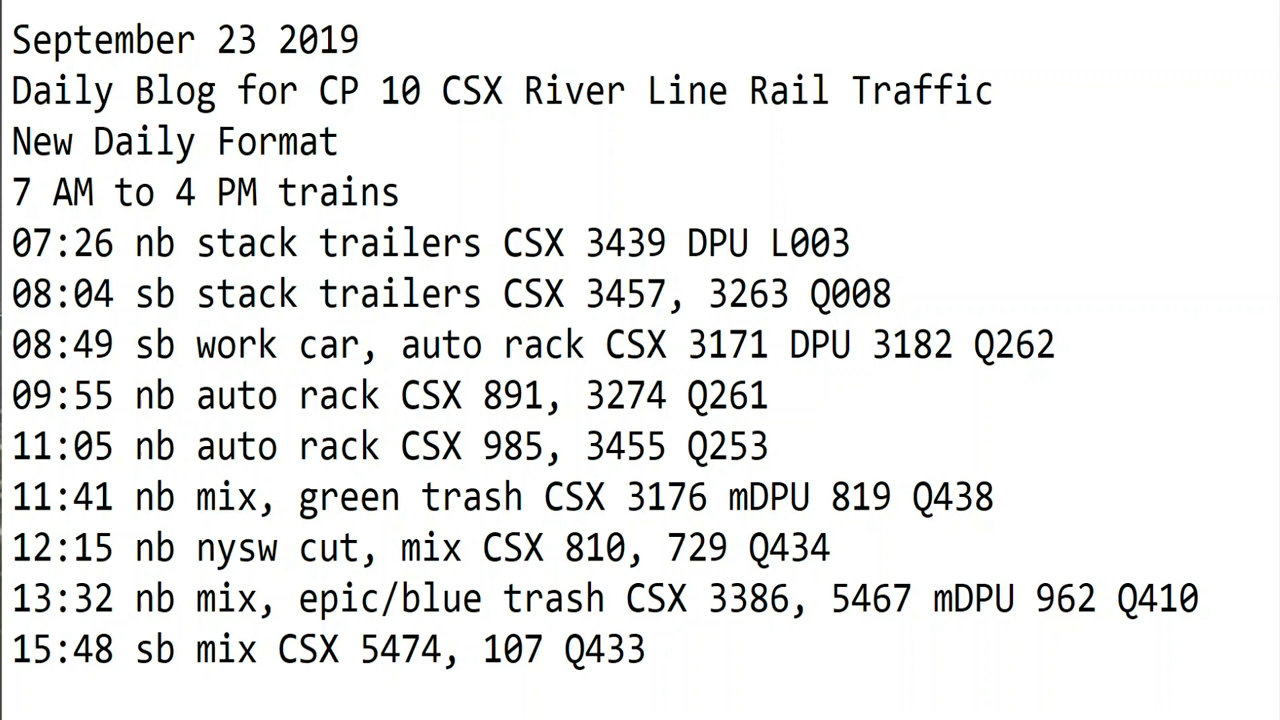 September 23 2019
Daily Blog for CP 10 CSX River Line Rail Traffic
New Daily Format
7 AM to 4 PM trains
07:26 nb stack trailers CSX 3439 DPU L003
08:04 sb stack trailers CSX 3457, 3263 Q008
08:49 sb work car, auto rack CSX 3171 DPU 3182 Q262
09:55 nb auto rack CSX 891, 3274 Q261
11:05 nb auto rack CSX 985, 3455 Q253
11:41 nb mix, green trash CSX 3176 mDPU 819 Q438
12:15 nb nysw cut, mix CSX 810, 729 Q434
13:32 nb mix, epic/blue trash CSX 3386, 5467 mDPU 962 Q410
15:48 sb mix CSX 5474, 107 Q433